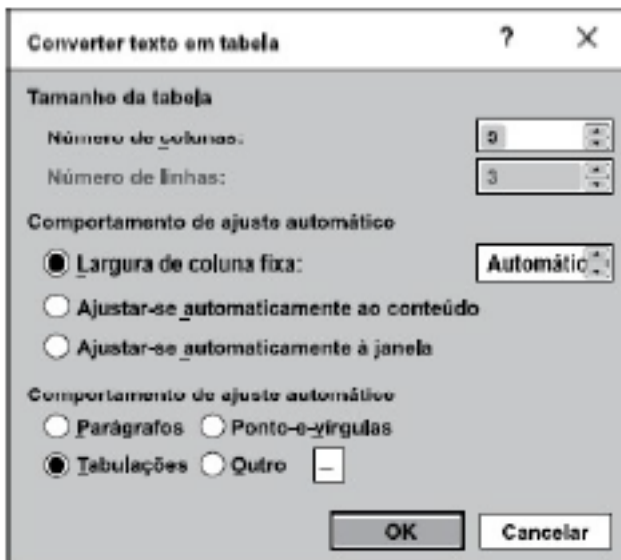 Converter texto em tabela ? ×
Tamanho da tabela
Número de colunas: 9
Número de linhas: 3
Comportamento de ajuste automático
Largura de coluna fixa: Automátic
Ajustar-se automaticamente ao conteúdo
Ajustar-se automaticamente à janela
Comportamento de ajuste automático
Parágrafos Ponto-e-vírgulas
Tabulações Outro –
OK Cancelar